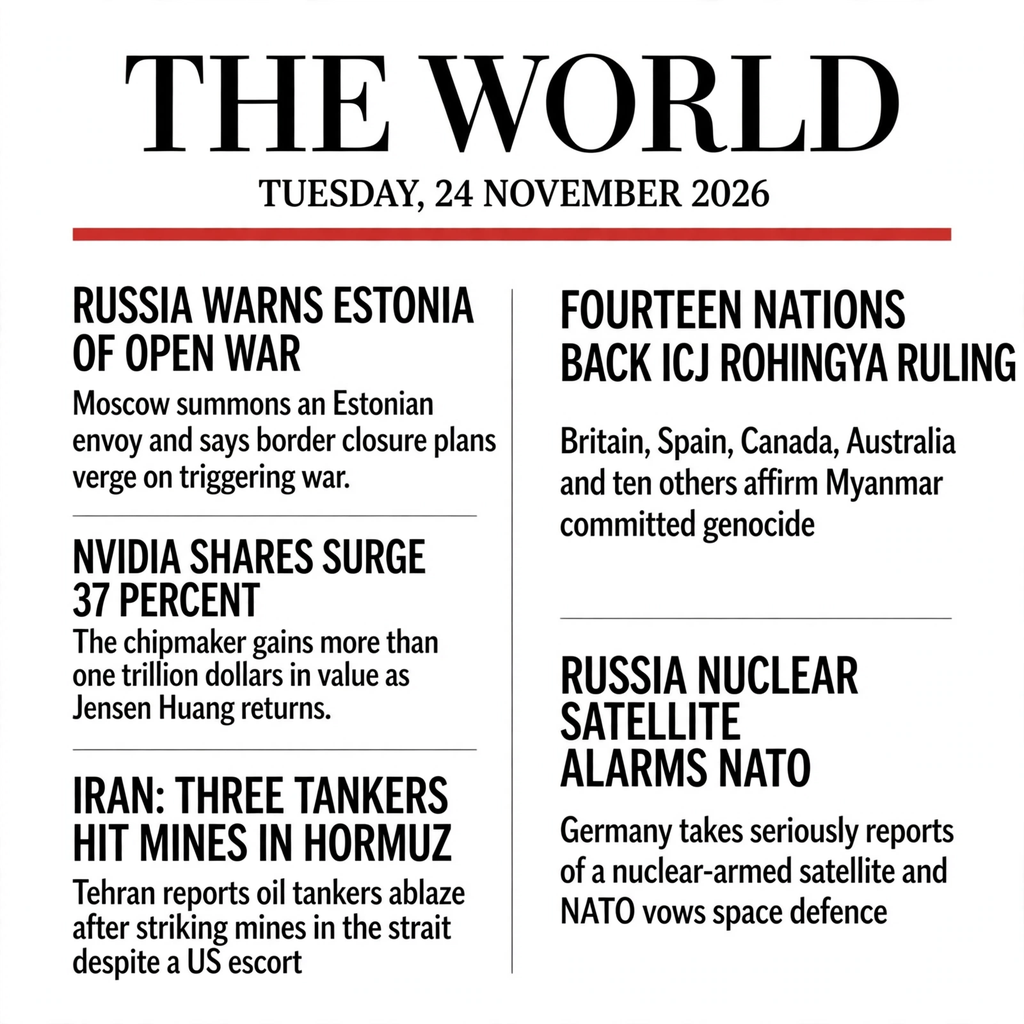 THE WORLD
TUESDAY, 24 NOVEMBER 2026
RUSSIA WARNS ESTONIA
OF OPEN WAR
Moscow summons an Estonian
envoy and says border closure plans
verge on triggering war.
NVIDIA SHARES SURGE
37 PERCENT
The chipmaker gains more than
one trillion dollars in value as
Jensen Huang returns.
IRAN: THREE TANKERS
HIT MINES IN HORMUZ
Tehran reports oil tankers ablaze
after striking mines in the strait
despite a US escort
FOURTEEN NATIONS
BACK ICJ ROHINGYA RULING
Britain, Spain, Canada, Australia
and ten others affirm Myanmar
committed genocide
RUSSIA NUCLEAR
SATELLITE
ALARMS NATO
Germany takes seriously reports
of a nuclear-armed satellite and
NATO vows space defence